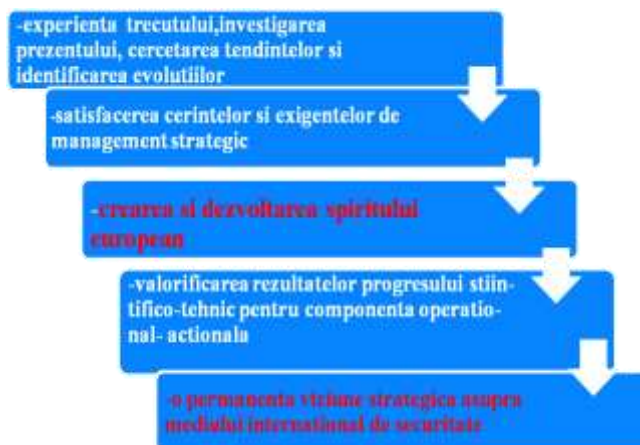 -experienta trecutului,investigarea
prezentului, cercetarea tendintelor si
identificarea evolutiilor
-satisfacerea cerintelor si exigentelor de
management strategic
-crearea si dezvoltarea spiritului
european
-valorificarea rezultatelor progresului stiin-
tifico-tehnic pentru componenta operatio-
nal- actionala
-o permanenta viziune strategica asupra
mediului international de securitate